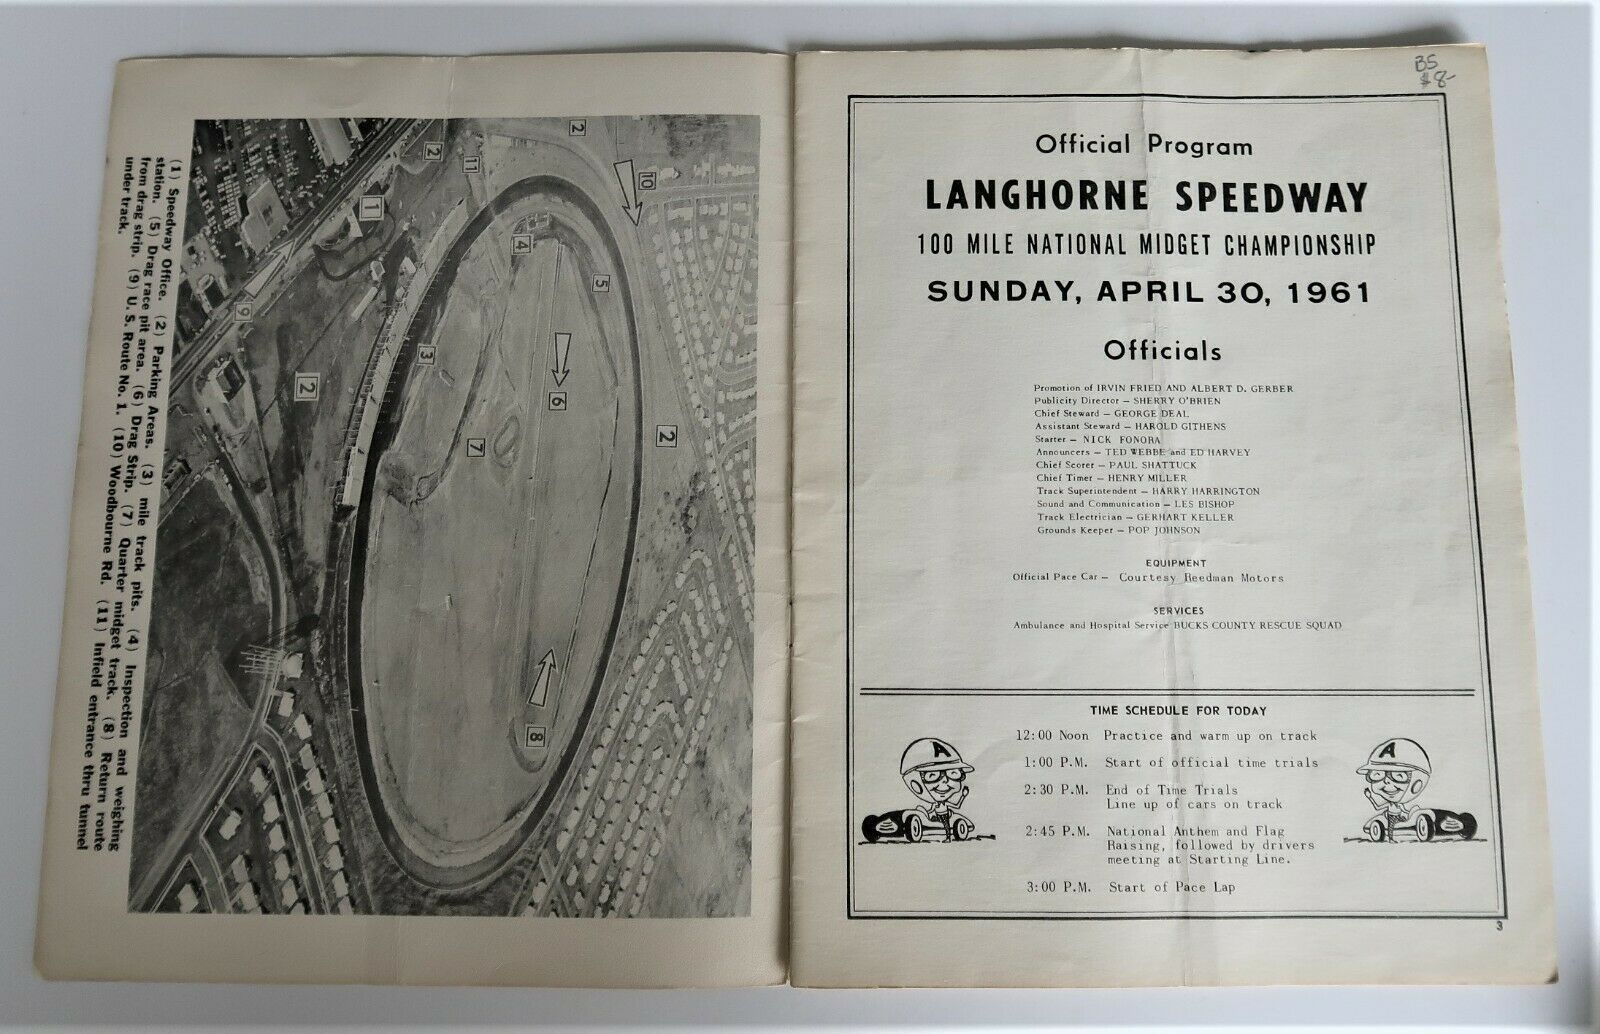 (1) Speedway Office. (2) Parking Areas. (3) mile track pits. (4) Inspection and weighing
station. (5) Drag race pit area. (6) Drag Strip. (7) Quarter midget track. (8) Return route
from drag strip. (9) U. S. Route No. 1. (10) Woodbourne Rd. (11) Infield entrance thru tunnel
under track.
2
2
11
10
1
4
5
9
3
6
2
7
2
8
B5
$8-
Official Program
LANGHORNE SPEEDWAY
100 MILE NATIONAL MIDGET CHAMPIONSHIP
SUNDAY, APRIL 30, 1961
Officials
Promotion of IRVIN FRIED AND ALBERT D. GERBER
Publicity Director – SHERRY O'BRIEN
Chief Steward – GEORGE DEAL
Assistant Steward – HAROLD GITHENS
Starter – NICK FONORA
Announcers – TED WEBBE and ED HARVEY
Chief Scorer – PAUL SHATTUCK
Chief Timer – HENRY MILLER
Track Superintendent – HARRY HARRINGTON
Sound and Communication – LES BISHOP
Track Electrician – GERHART KELLER
Grounds Keeper – POP JOHNSON
EQUIPMENT
Official Pace Car – Courtesy Reedman Motors
SERVICES
Ambulance and Hospital Service BUCKS COUNTY RESCUE SQUAD
TIME SCHEDULE FOR TODAY
12:00 Noon Practice and warm up on track
1:00 P.M. Start of official time trials
2:30 P.M. End of Time Trials
Line up of cars on track
2:45 P.M. National Anthem and Flag
Raising, followed by drivers
meeting at Starting Line.
3:00 P.M. Start of Pace Lap
A
A
3